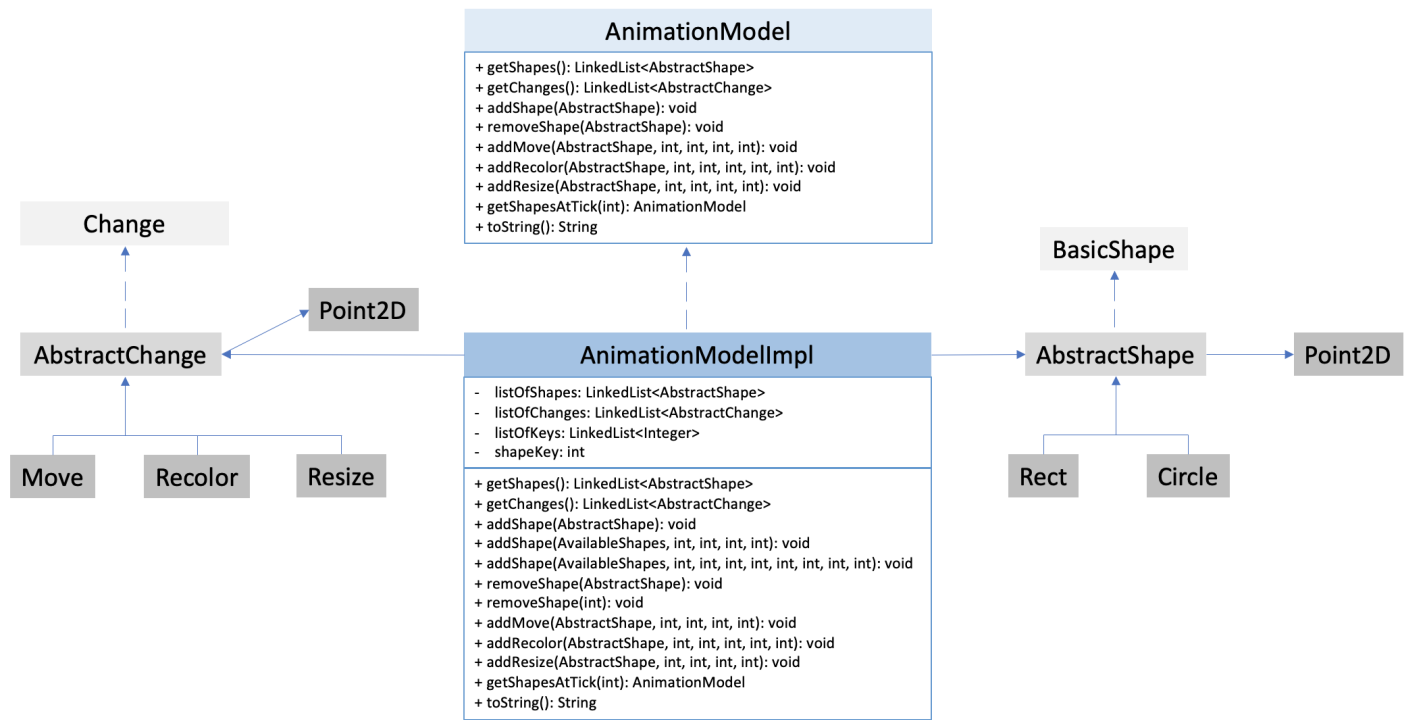 AnimationModel
+ getShapes(): LinkedList<AbstractShape>
+ getChanges(): LinkedList<AbstractChange>
+ addShape(AbstractShape): void
+ removeShape(AbstractShape): void
+ addMove(AbstractShape, int, int, int, int): void
+ addRecolor(AbstractShape, int, int, int, int, int): void
+ addResize(AbstractShape, int, int, int, int): void
+ getShapesAtTick(int): AnimationModel
+ toString(): String
Change
BasicShape
Point2D
AbstractChange
AnimationModelImpl
AbstractShape
Point2D
- listOfShapes: LinkedList<AbstractShape>
- listOfChanges: LinkedList<AbstractChange>
- listOfKeys: LinkedList<Integer>
- shapeKey: int
Move
Recolor
Resize
Rect
Circle
+ getShapes(): LinkedList<AbstractShape>
+ getChanges(): LinkedList<AbstractChange>
+ addShape(AbstractShape): void
+ addShape(AvailableShapes, int, int, int, int): void
+ addShape(AvailableShapes, int, int, int, int, int, int, int, int): void
+ removeShape(AbstractShape): void
+ removeShape(int): void
+ addMove(AbstractShape, int, int, int, int): void
+ addRecolor(AbstractShape, int, int, int, int, int): void
+ addResize(AbstractShape, int, int, int, int): void
+ getShapesAtTick(int): AnimationModel
+ toString(): String